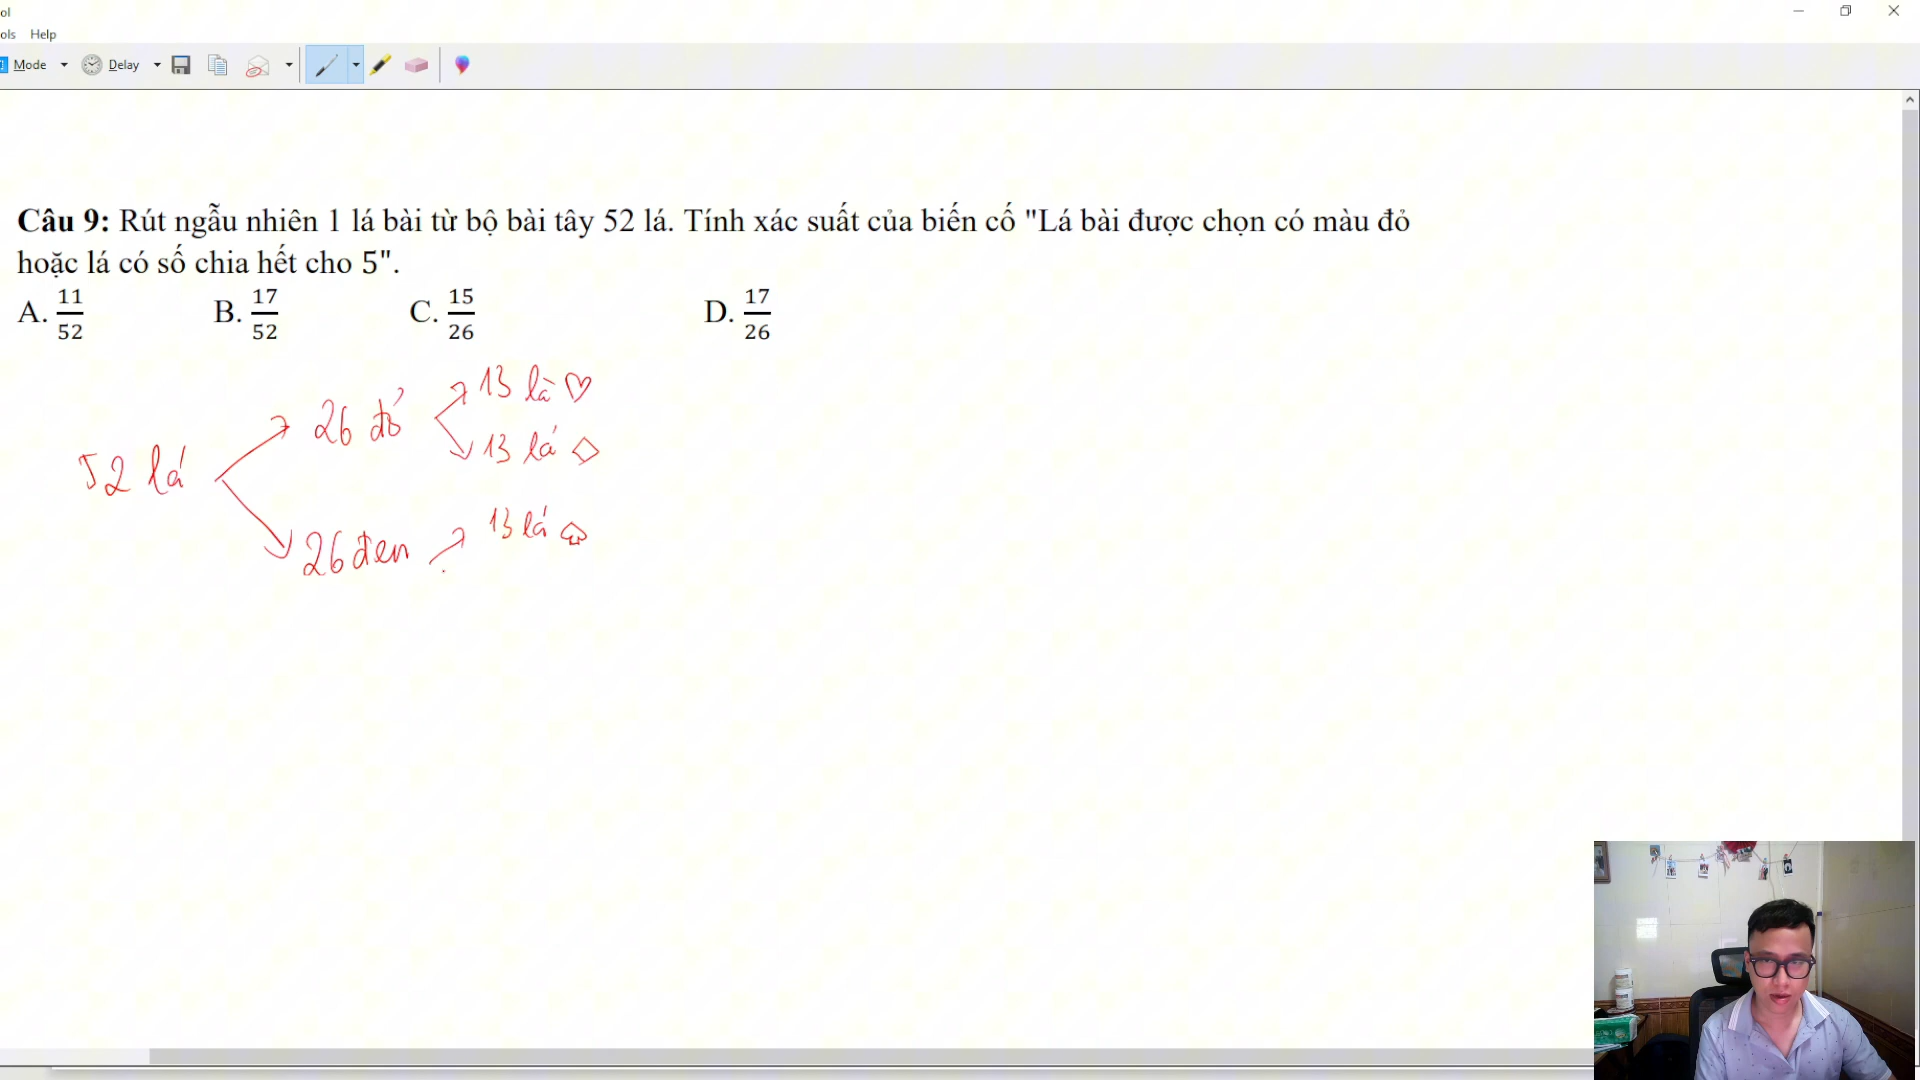 ol
ols Help
Mode Delay
Câu 9: Rút ngẫu nhiên 1 lá bài từ bộ bài tây 52 lá. Tính xác suất của biến cố "Lá bài được chọn có màu đỏ
hoặc lá có số chia hết cho 5".
A. 11/52 B. 17/52 C. 15/26 D. 17/26
13 lá ♡
26 đỏ
13 lá ◇
52 lá
13 lá ♤
26 đen